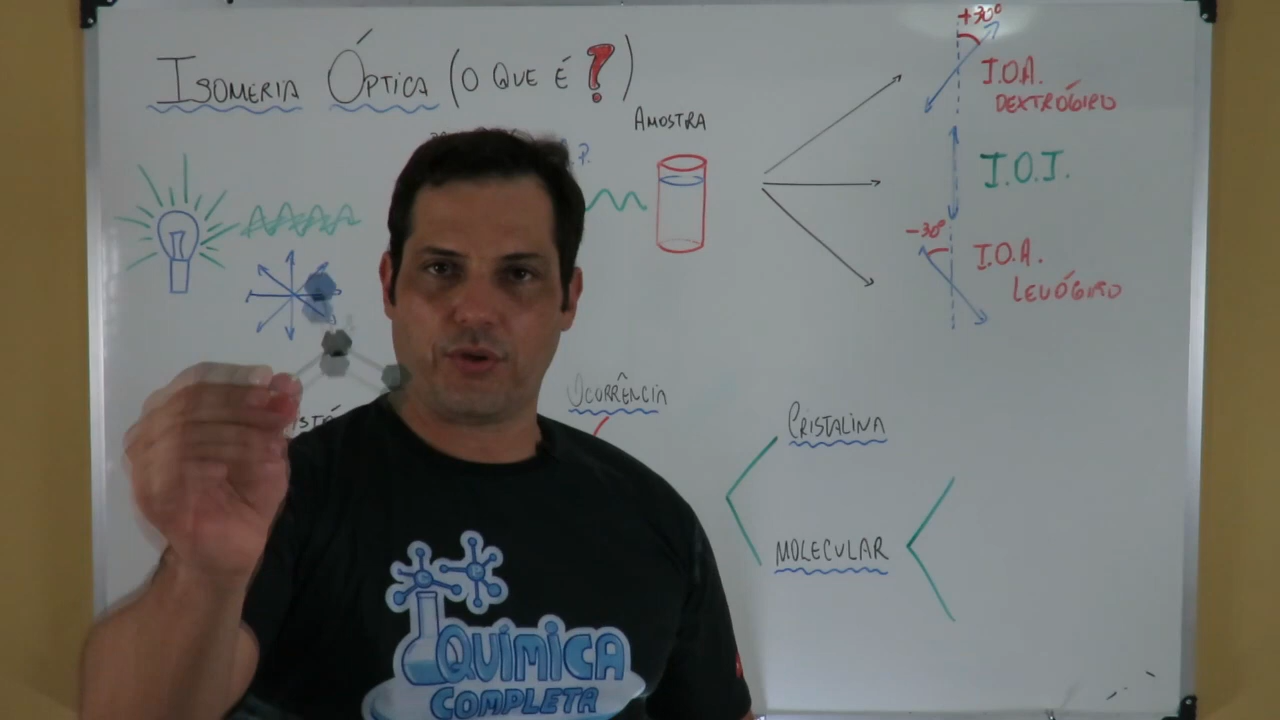 ISOMERIA ÓPTICA (O QUE É ?)
AMOSTRA
.P.
+30°
I.O.A.
DEXTRÓGIRO
I.O.I.
-30°
I.O.A.
LEVÓGIRO
OCORRÊNCIA
CRISTALINA
MOLECULAR
QUÍMICA
COMPLETA